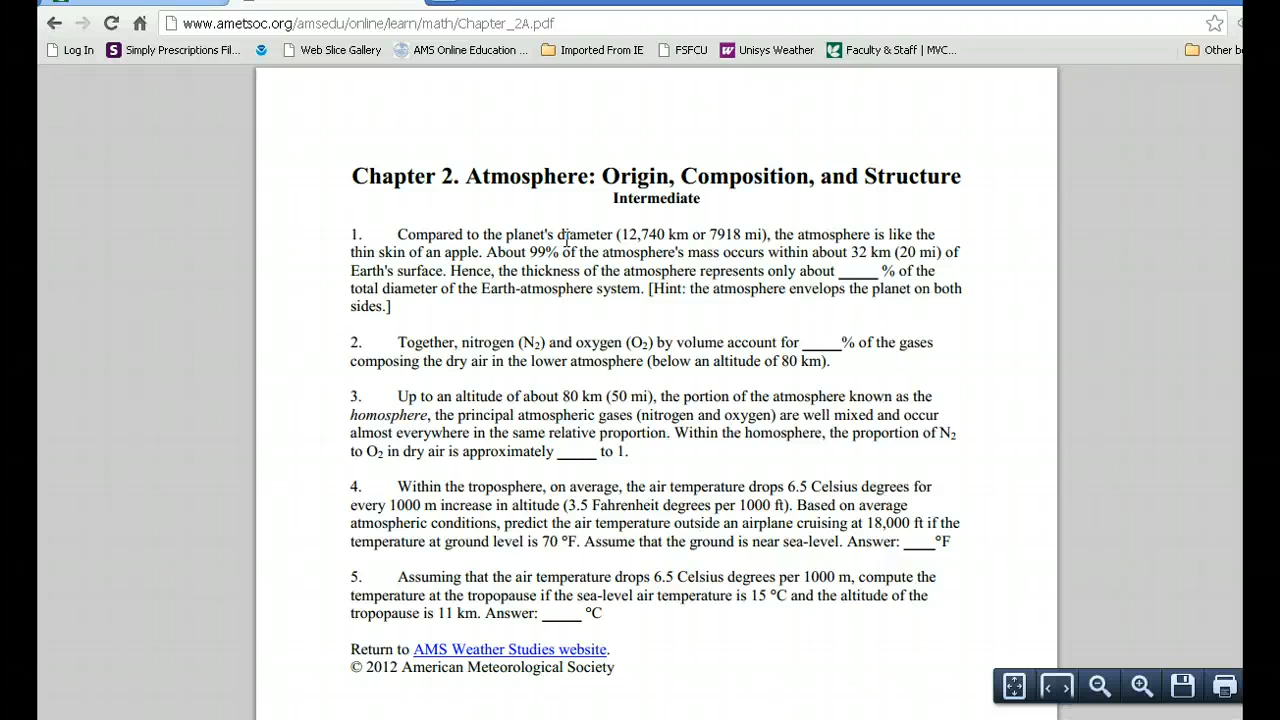 www.ametsoc.org/amsedu/online/learn/math/Chapter_2A.pdf
Log In Simply Prescriptions Fil... Web Slice Gallery AMS Online Education ... Imported From IE FSFCU Unisys Weather Faculty & Staff | MVC... Other b
Chapter 2. Atmosphere: Origin, Composition, and Structure
Intermediate
1. Compared to the planet's diameter (12,740 km or 7918 mi), the atmosphere is like the
thin skin of an apple. About 99% of the atmosphere's mass occurs within about 32 km (20 mi) of
Earth's surface. Hence, the thickness of the atmosphere represents only about _____ % of the
total diameter of the Earth-atmosphere system. [Hint: the atmosphere envelops the planet on both
sides.]
2. Together, nitrogen (N₂) and oxygen (O₂) by volume account for _____% of the gases
composing the dry air in the lower atmosphere (below an altitude of 80 km).
3. Up to an altitude of about 80 km (50 mi), the portion of the atmosphere known as the
homosphere, the principal atmospheric gases (nitrogen and oxygen) are well mixed and occur
almost everywhere in the same relative proportion. Within the homosphere, the proportion of N₂
to O₂ in dry air is approximately _____ to 1.
4. Within the troposphere, on average, the air temperature drops 6.5 Celsius degrees for
every 1000 m increase in altitude (3.5 Fahrenheit degrees per 1000 ft). Based on average
atmospheric conditions, predict the air temperature outside an airplane cruising at 18,000 ft if the
temperature at ground level is 70 °F. Assume that the ground is near sea-level. Answer: ____°F
5. Assuming that the air temperature drops 6.5 Celsius degrees per 1000 m, compute the
temperature at the tropopause if the sea-level air temperature is 15 °C and the altitude of the
tropopause is 11 km. Answer: _____ °C
Return to AMS Weather Studies website.
© 2012 American Meteorological Society